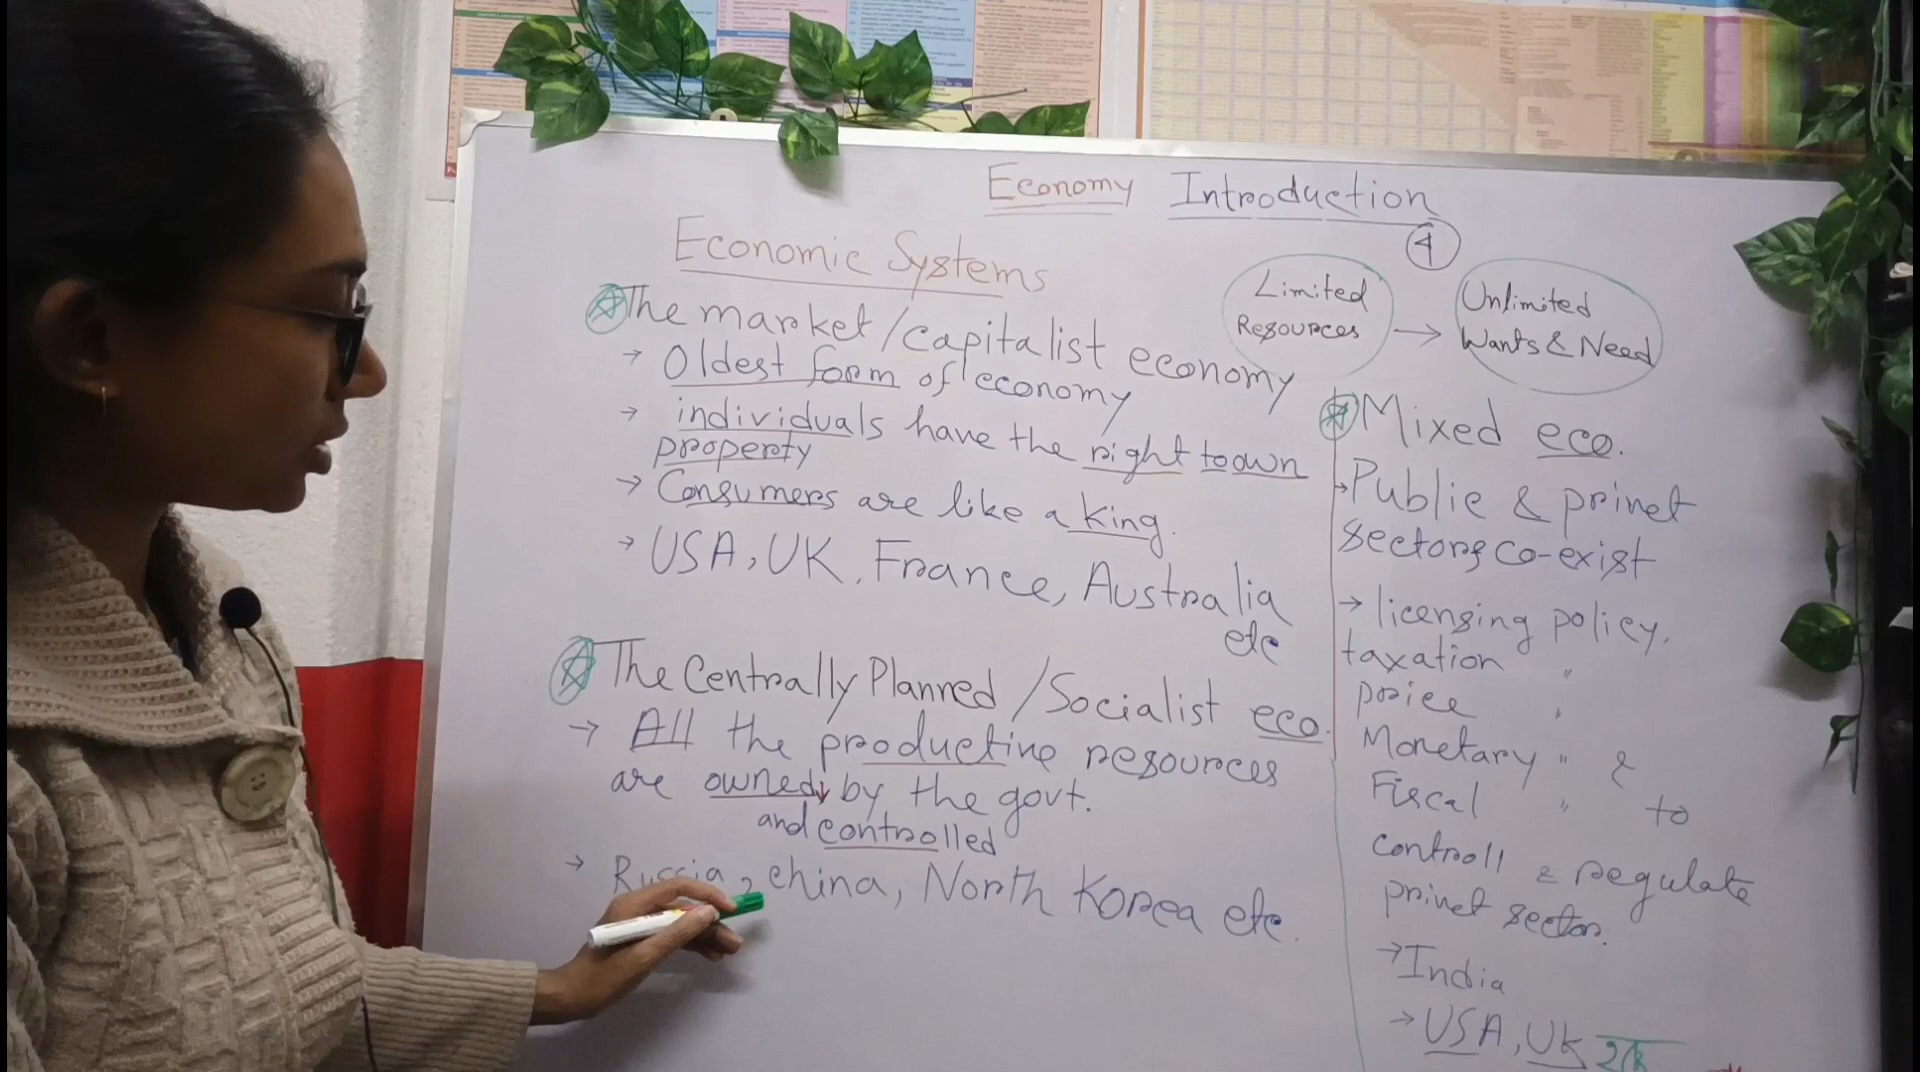 Economy Introduction
4
Economic Systems
Limited
Resources
Unlimited
Wants & Need
The market/capitalist economy
→ Oldest form of economy
→ individuals have the right to own
property
→ Consumers are like a king.
→ USA, UK, France, Australia
etc
The Centrally Planned/Socialist eco.
→ All the productive resources
are owned by the govt.
and controlled
→ Russia, china, North Korea etc.
Mixed eco.
→ Public & privet
sectors co-exist
→ licensing policy,
taxation "
price "
Monetary " &
Fiscal " to
controll & regulate
privet sector.
→ India
→ USA, UK